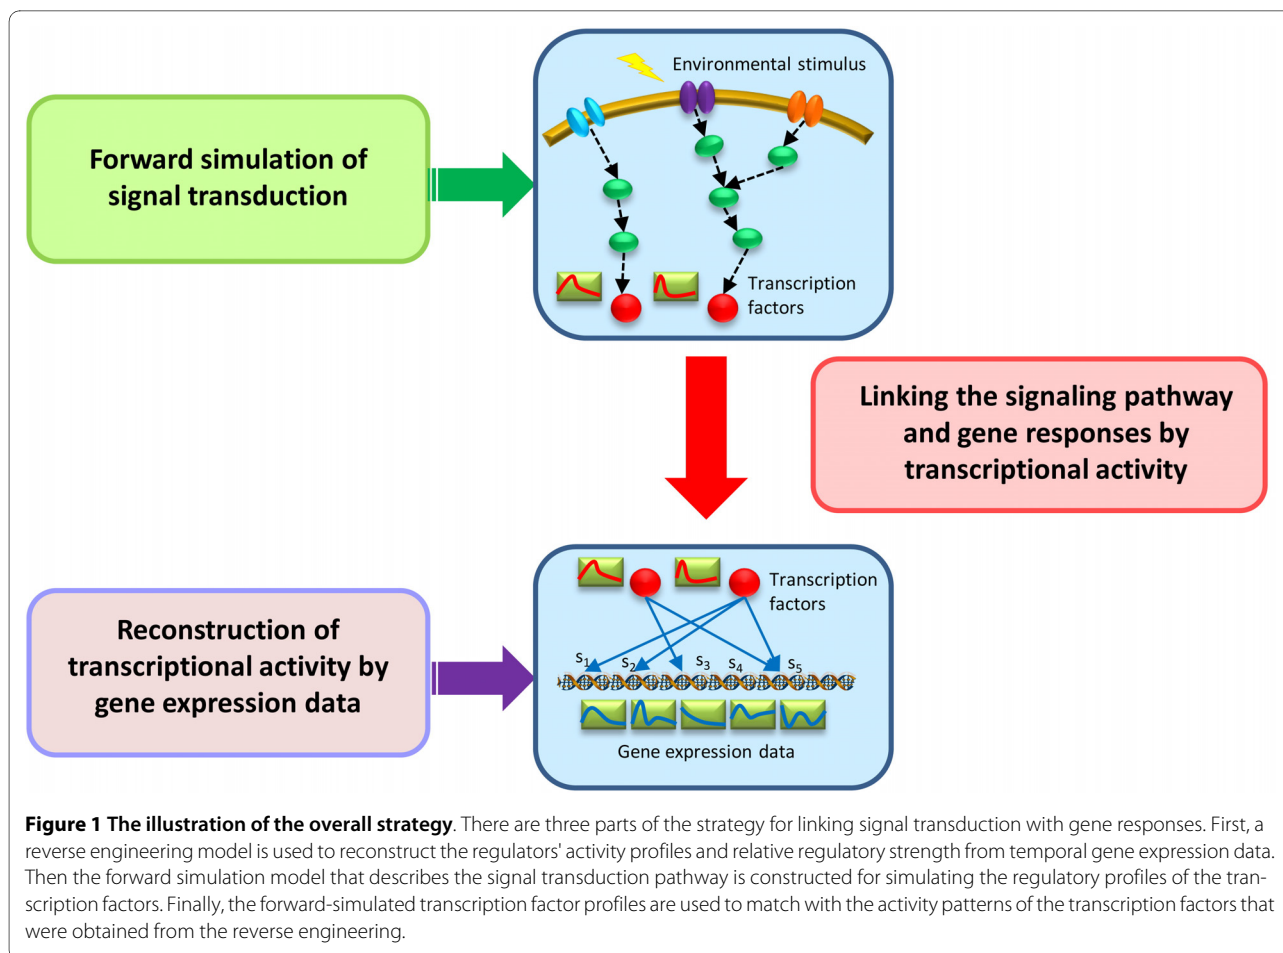 Environmental stimulus
Forward simulation of
signal transduction
Transcription
factors
Linking the signaling pathway
and gene responses by
transcriptional activity
Reconstruction of
transcriptional activity by
gene expression data
Transcription
factors
s1 s2 s3 s4 s5
Gene expression data
Figure 1 The illustration of the overall strategy. There are three parts of the strategy for linking signal transduction with gene responses. First, a
reverse engineering model is used to reconstruct the regulators' activity profiles and relative regulatory strength from temporal gene expression data.
Then the forward simulation model that describes the signal transduction pathway is constructed for simulating the regulatory profiles of the tran-
scription factors. Finally, the forward-simulated transcription factor profiles are used to match with the activity patterns of the transcription factors that
were obtained from the reverse engineering.